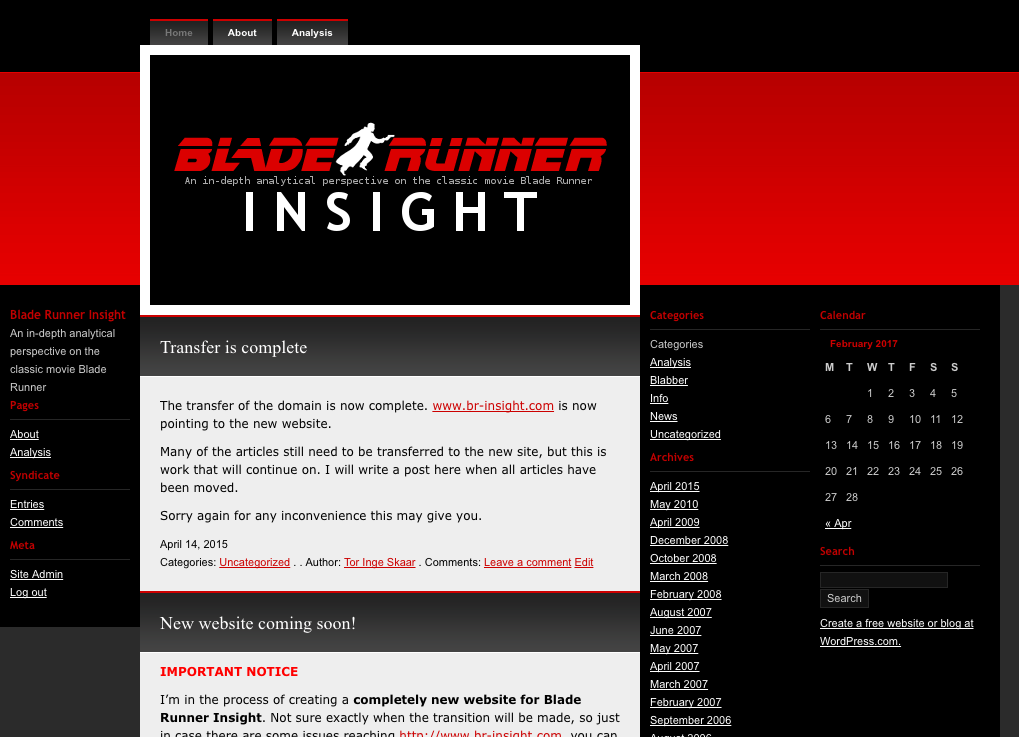 Home About Analysis
BLADE RUNNER
An in-depth analytical perspective on the classic movie Blade Runner
INSIGHT
Blade Runner Insight
An in-depth analytical
perspective on the
classic movie Blade
Runner
Pages
About
Analysis
Syndicate
Entries
Comments
Meta
Site Admin
Log out
Transfer is complete
The transfer of the domain is now complete. www.br-insight.com is now
pointing to the new website.
Many of the articles still need to be transferred to the new site, but this is
work that will continue on. I will write a post here when all articles have
been moved.
Sorry again for any inconvenience this may give you.
April 14, 2015
Categories: Uncategorized . . Author: Tor Inge Skaar . Comments: Leave a comment Edit
New website coming soon!
IMPORTANT NOTICE
I'm in the process of creating a completely new website for Blade
Runner Insight. Not sure exactly when the transition will be made, so just
in case there are some issues reaching http://www.br-insight.com, you can
Categories
Categories
Analysis
Blabber
Info
News
Uncategorized
Archives
April 2015
May 2010
April 2009
December 2008
October 2008
March 2008
February 2008
August 2007
June 2007
May 2007
April 2007
March 2007
February 2007
September 2006
August 2006
Calendar
February 2017
M T W T F S S
1 2 3 4 5
6 7 8 9 10 11 12
13 14 15 16 17 18 19
20 21 22 23 24 25 26
27 28
« Apr
Search
Search
Create a free website or blog at
WordPress.com.